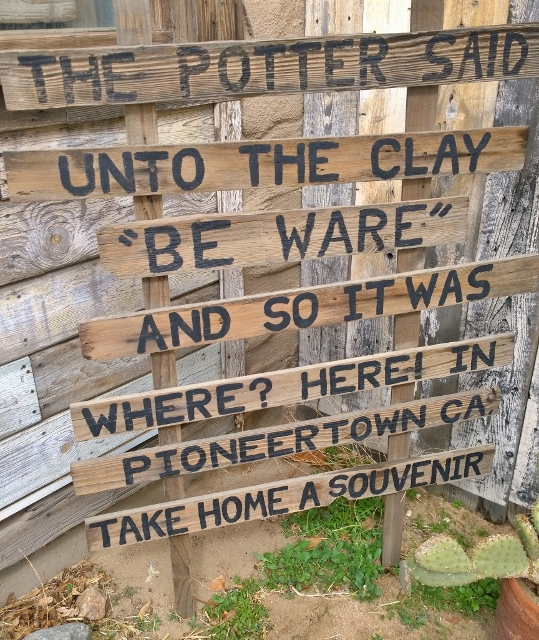 THE POTTER SAID
UNTO THE CLAY
"BE WARE"
AND SO IT WAS
WHERE? HERE! IN
PIONEERTOWN CA.
TAKE HOME A SOUVENIR